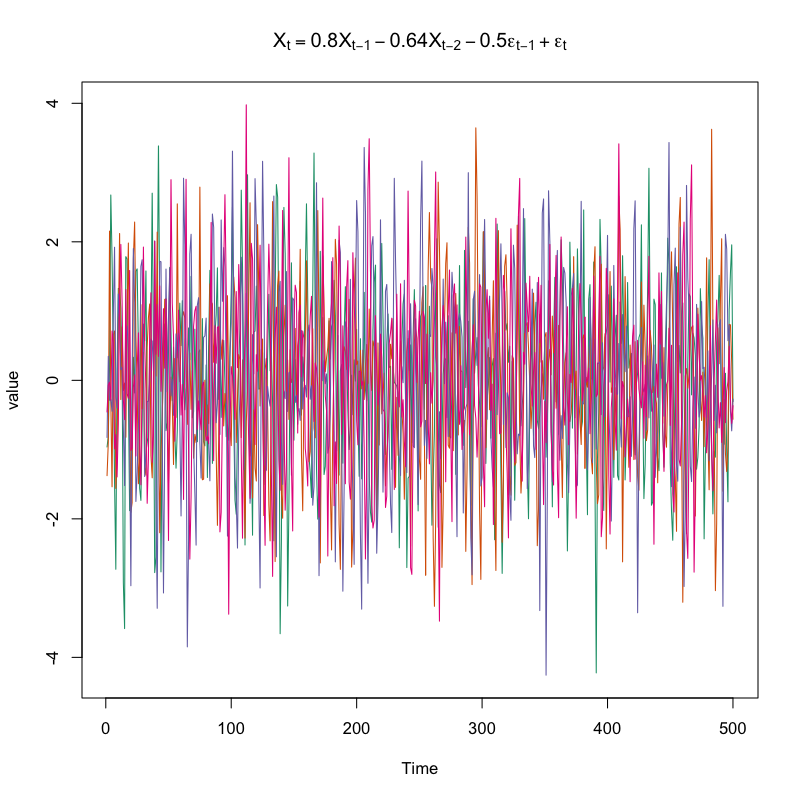 Xₜ = 0.8Xₜ₋₁ − 0.64Xₜ₋₂ − 0.5εₜ₋₁ + εₜ
4
2
0
-2
-4
value
0 100 200 300 400 500
Time